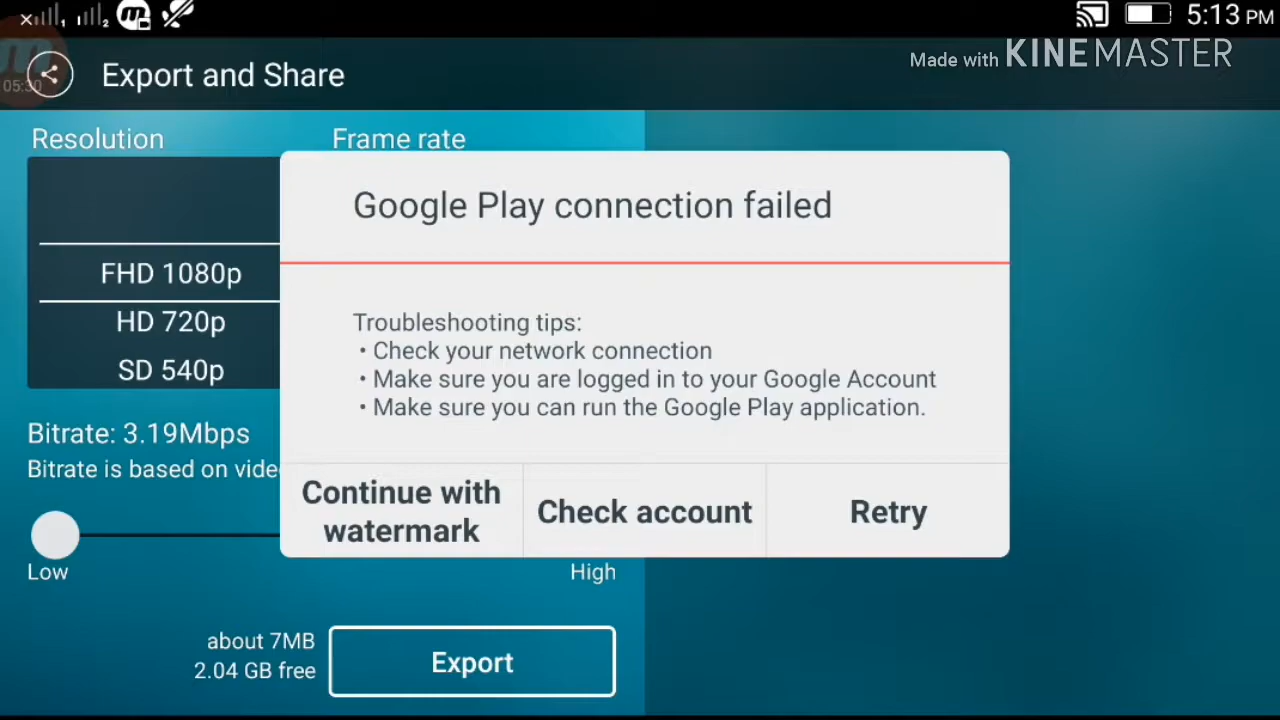 5:13 PM
05:30
Export and Share
Made with KINEMASTER
Resolution
Frame rate
FHD 1080p
HD 720p
SD 540p
Google Play connection failed
Troubleshooting tips:
• Check your network connection
• Make sure you are logged in to your Google Account
• Make sure you can run the Google Play application.
Continue with
watermark
Check account
Retry
Bitrate: 3.19Mbps
Bitrate is based on vide
Low
High
about 7MB
2.04 GB free
Export